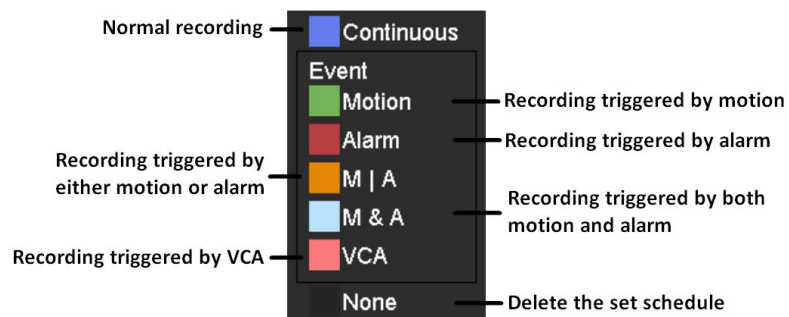 Normal recording
Continuous
Event
Motion
Recording triggered by motion
Alarm
Recording triggered by alarm
Recording triggered by
either motion or alarm
M | A
M & A
Recording triggered by both
motion and alarm
Recording triggered by VCA
VCA
None
Delete the set schedule